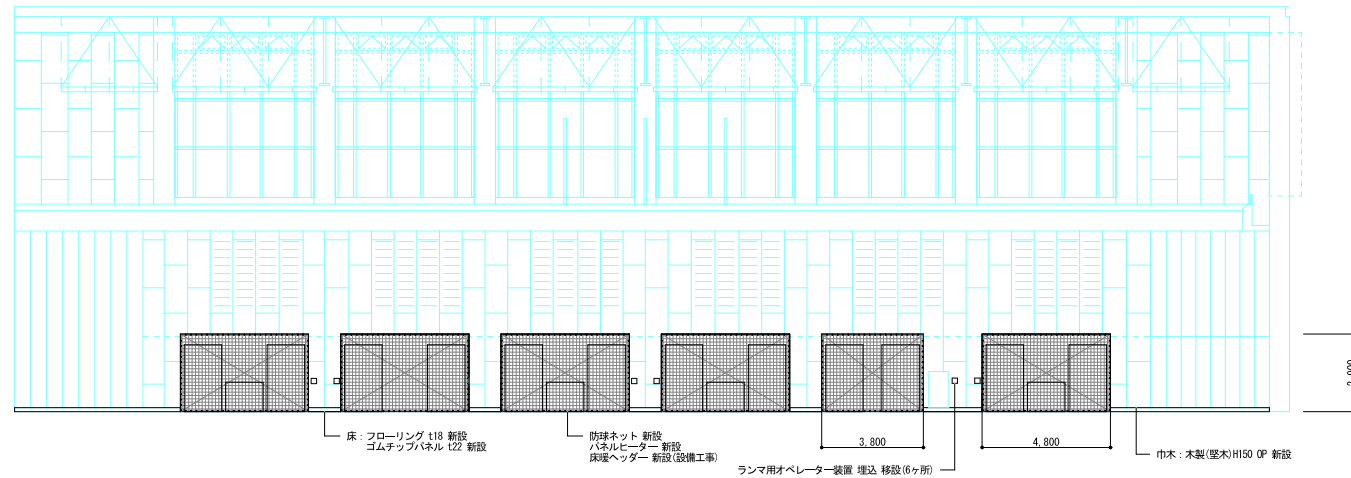 床：フローリング t18 新設
ゴムチップパネル t22 新設
防球ネット 新設
パネルヒーター 新設
床暖ヘッダー 新設(設備工事)
3,800
4,800
ランマ用オペレーター装置 埋込 移設(6ヶ所)
巾木：木製(堅木)H150 OP 新設